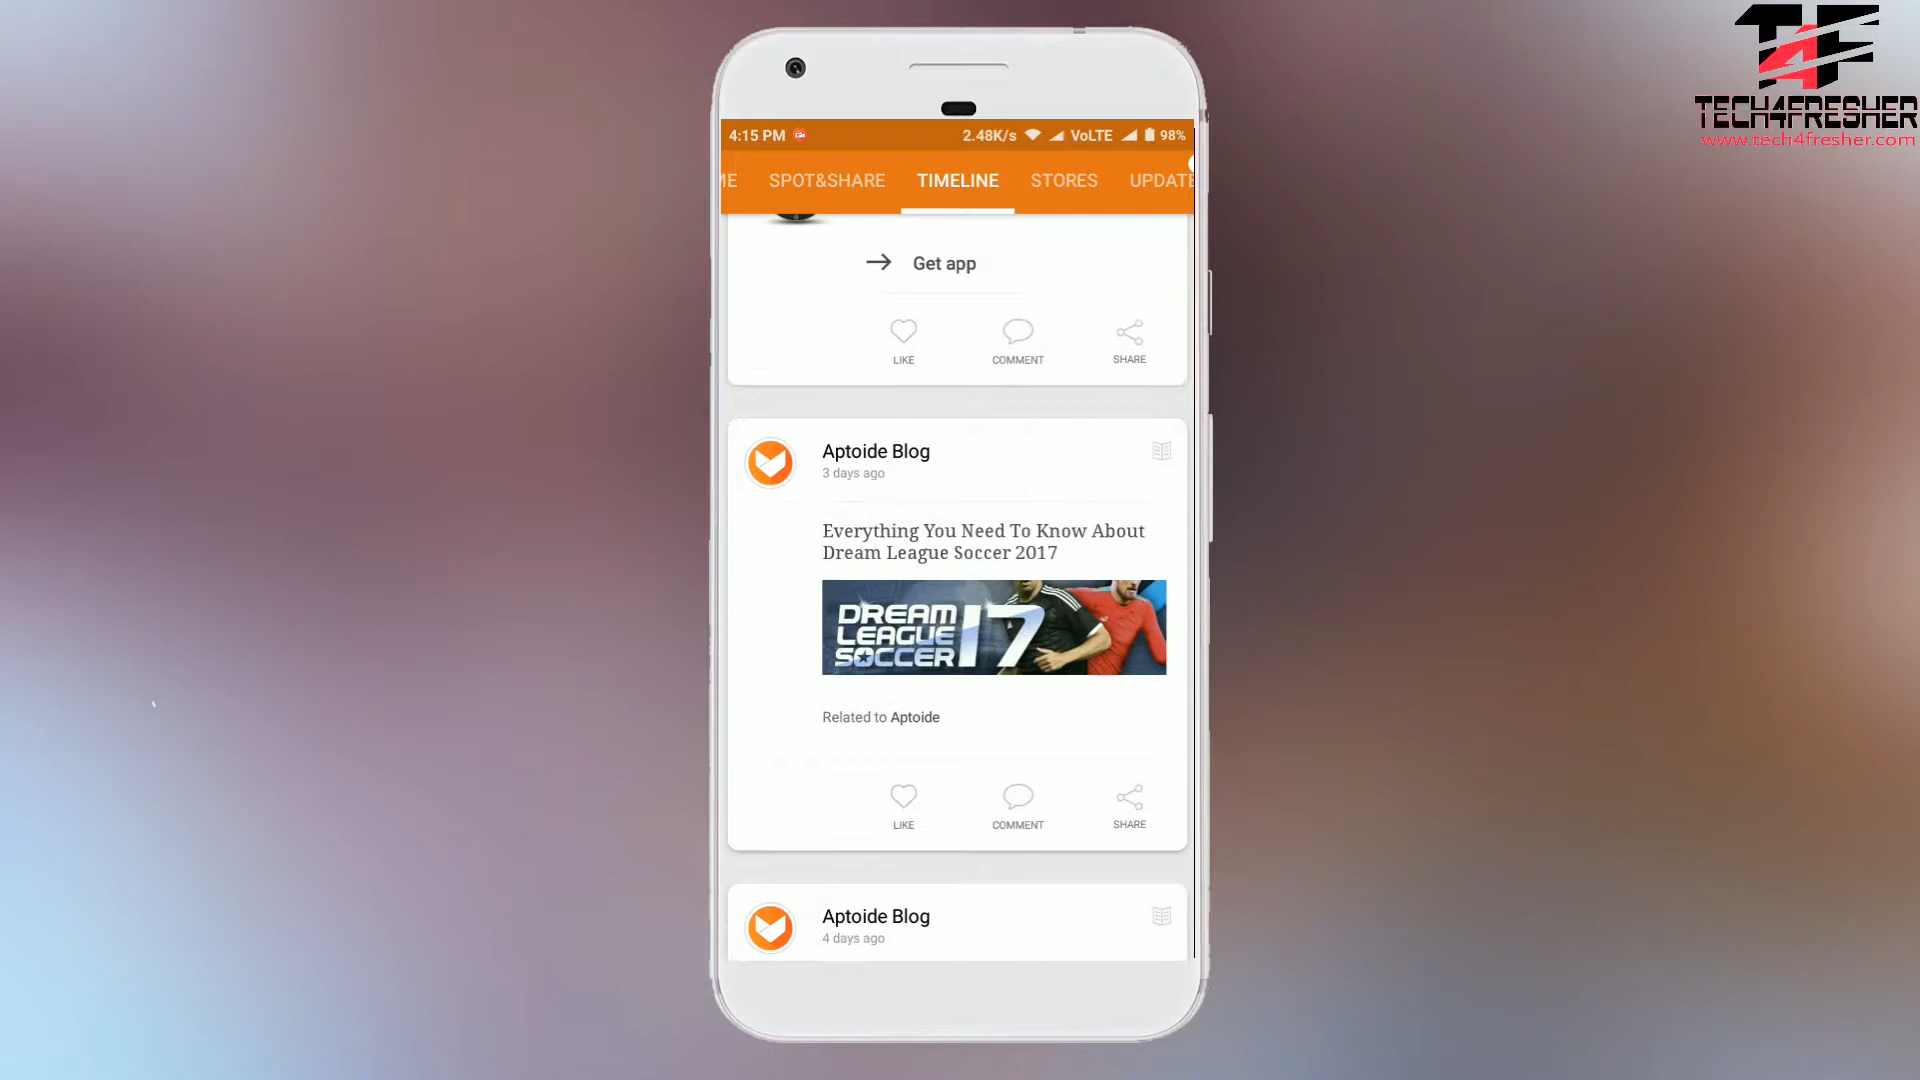 T4F
TECH4FRESHER
www.tech4fresher.com
4:15 PM 2.48K/s VoLTE 98%
ME SPOT&SHARE TIMELINE STORES UPDATE
Get app
LIKE COMMENT SHARE
Aptoide Blog
3 days ago
Everything You Need To Know About
Dream League Soccer 2017
DREAM
LEAGUE 17
SOCCER
Related to Aptoide
LIKE COMMENT SHARE
Aptoide Blog
4 days ago